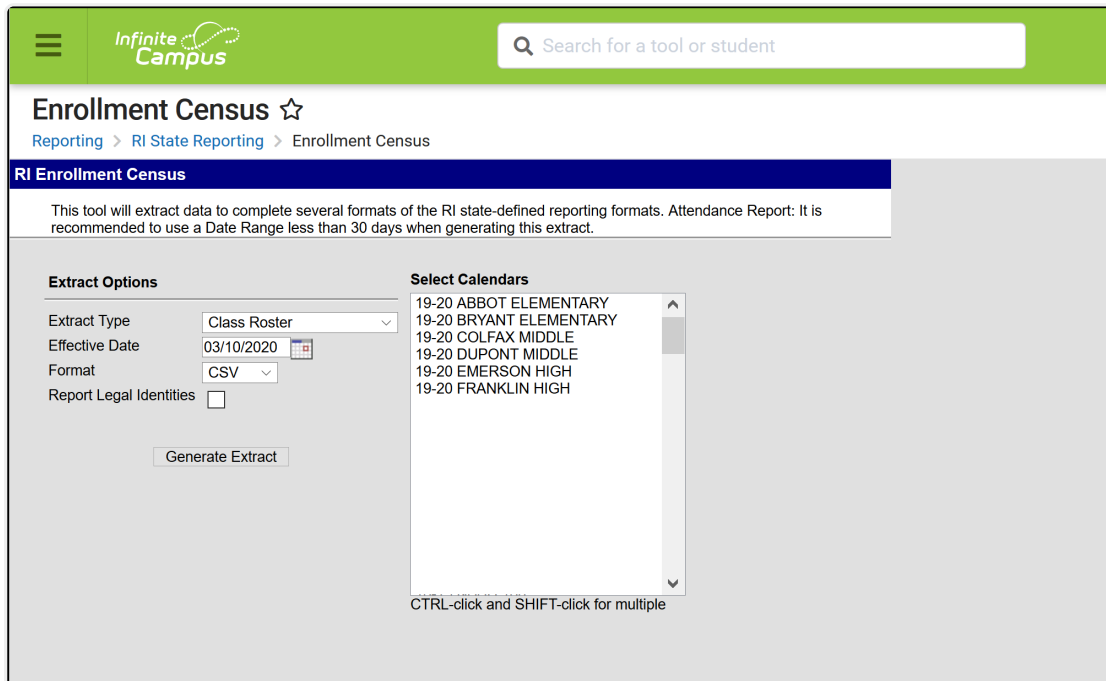 Infinite
Campus
Search for a tool or student
Enrollment Census
Reporting > RI State Reporting > Enrollment Census
RI Enrollment Census
This tool will extract data to complete several formats of the RI state-defined reporting formats. Attendance Report: It is
recommended to use a Date Range less than 30 days when generating this extract.
Extract Options
Extract Type Class Roster
Effective Date 03/10/2020
Format CSV
Report Legal Identities
Generate Extract
Select Calendars
19-20 ABBOT ELEMENTARY
19-20 BRYANT ELEMENTARY
19-20 COLFAX MIDDLE
19-20 DUPONT MIDDLE
19-20 EMERSON HIGH
19-20 FRANKLIN HIGH
CTRL-click and SHIFT-click for multiple